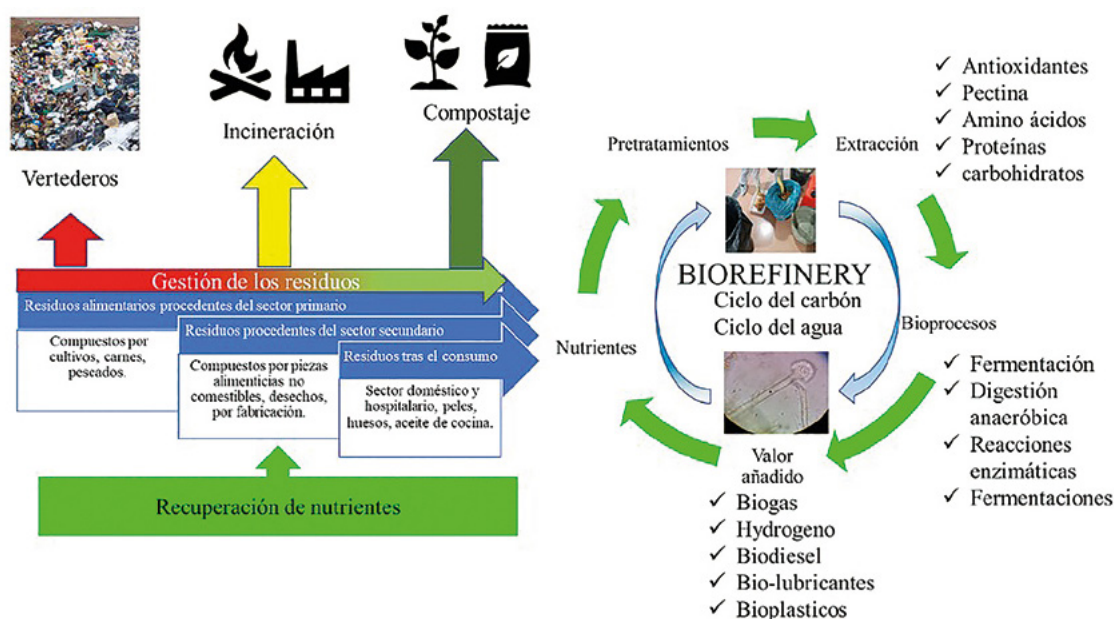 Vertederos
Incineración
Compostaje
Gestión de los residuos
Residuos alimentarios procedentes del sector primario
Compuestos por
cultivos, carnes,
pescados.
Residuos procedentes del sector secundario
Compuestos por piezas
alimenticias no
comestibles, desechos,
por fabricación.
Residuos tras el consumo
Sector doméstico y
hospitalario, peles,
huesos, aceite de cocina.
Recuperación de nutrientes
Pretratamientos
Extracción
✓ Antioxidantes
✓ Pectina
✓ Amino ácidos
✓ Proteínas
✓ carbohidratos
BIOREFINERY
Ciclo del carbón
Ciclo del agua
Nutrientes
Bioprocesos
✓ Fermentación
✓ Digestión
anaeróbica
✓ Reacciones
enzimáticas
✓ Fermentaciones
Valor
añadido
✓ Biogas
✓ Hydrogeno
✓ Biodiesel
✓ Bio-lubricantes
✓ Bioplasticos